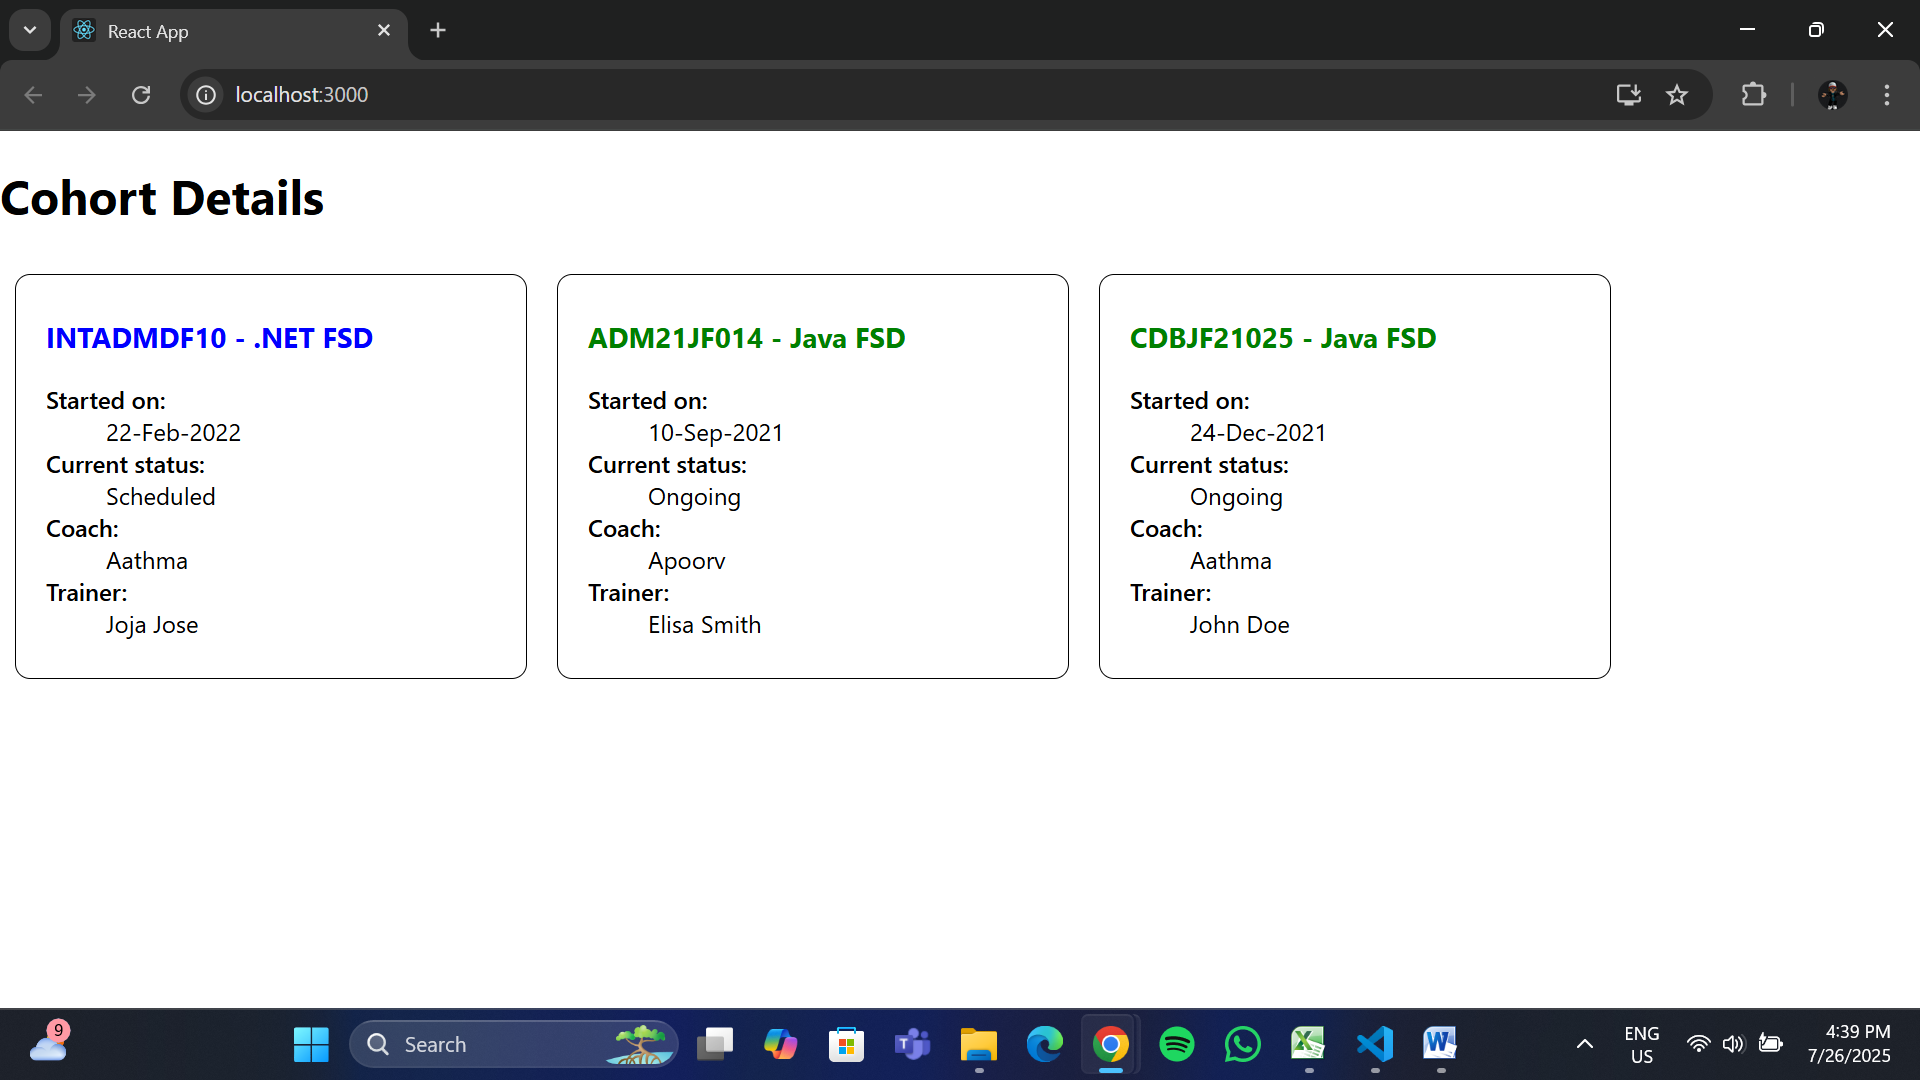 React App
localhost:3000
Cohort Details
INTADMDF10 - .NET FSD
Started on:
22-Feb-2022
Current status:
Scheduled
Coach:
Aathma
Trainer:
Joja Jose
ADM21JF014 - Java FSD
Started on:
10-Sep-2021
Current status:
Ongoing
Coach:
Apoorv
Trainer:
Elisa Smith
CDBJF21025 - Java FSD
Started on:
24-Dec-2021
Current status:
Ongoing
Coach:
Aathma
Trainer:
John Doe
9
Search
ENG
US
4:39 PM
7/26/2025